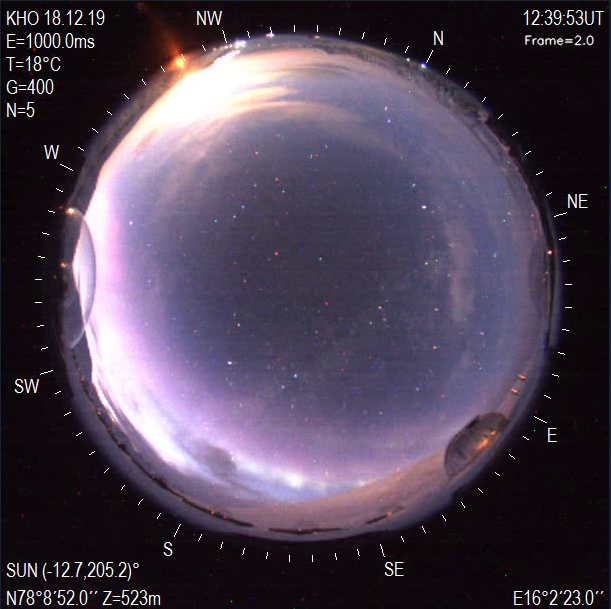 KHO 18.12.19
12:39:53UT
E=1000.0ms
Frame=2.0
T=18°C
G=400
N=5
NW
N
W
NE
SW
E
S
SE
SUN (-12.7,205.2)°
N78°8´52.0´´ Z=523m
E16°2´23.0´´